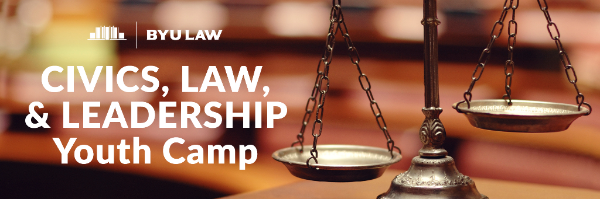 BYU LAW
CIVICS, LAW,
& LEADERSHIP
Youth Camp